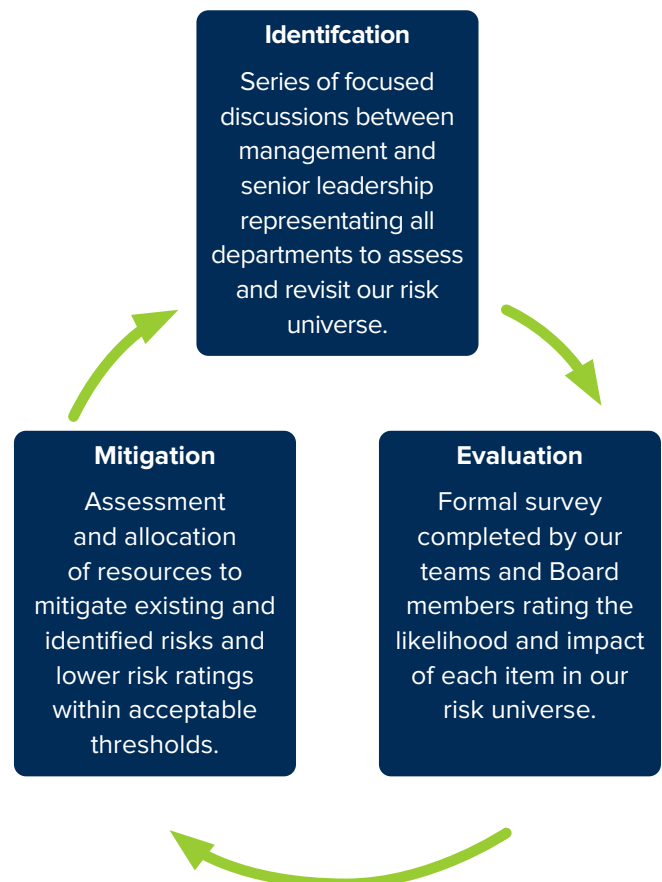 Identifcation
Series of focused
discussions between
management and
senior leadership
representating all
departments to assess
and revisit our risk
universe.
Mitigation
Assessment
and allocation
of resources to
mitigate existing and
identified risks and
lower risk ratings
within acceptable
thresholds.
Evaluation
Formal survey
completed by our
teams and Board
members rating the
likelihood and impact
of each item in our
risk universe.